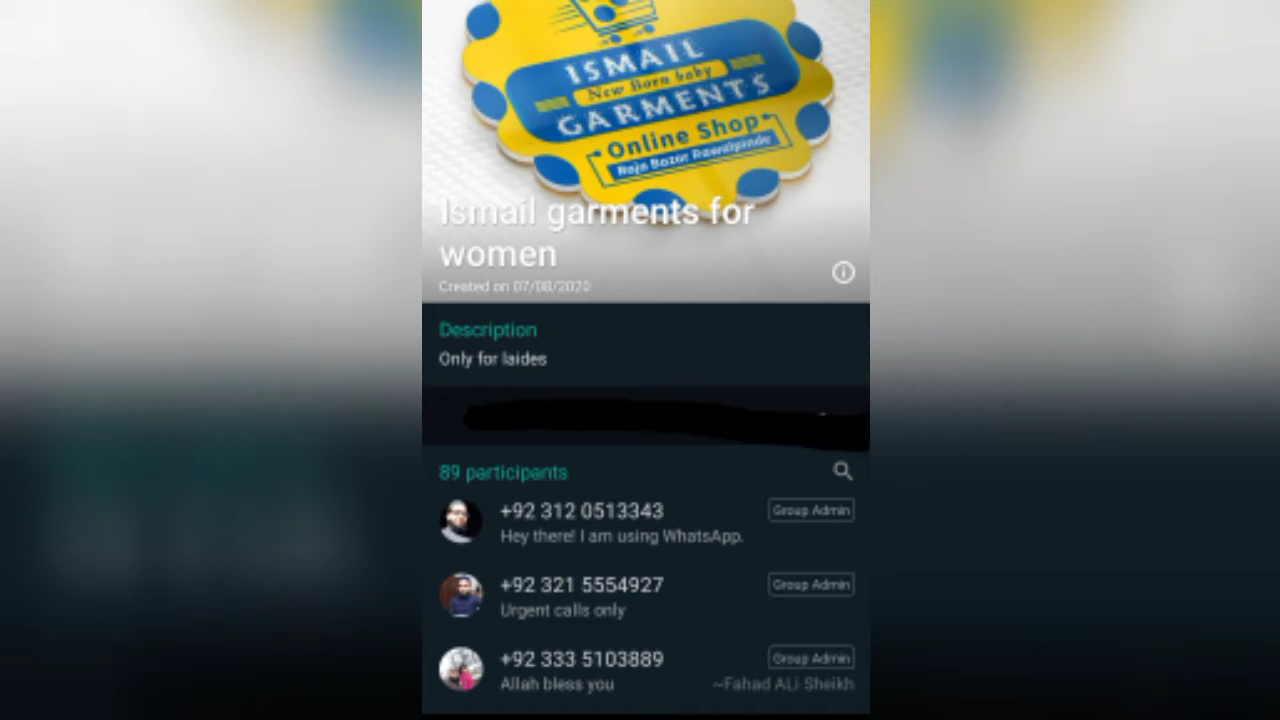 ISMAIL
New Born baby
GARMENTS
Online Shop
Raja Bazar Rawalpindi
Ismail garments for
women
Created on 07/08/2020
Description
Only for laides
89 participants
+92 312 0513343
Group Admin
Hey there! I am using WhatsApp.
+92 321 5554927
Group Admin
Urgent calls only
+92 333 5103889
Group Admin
Allah bless you
~Fahad ALi Sheikh